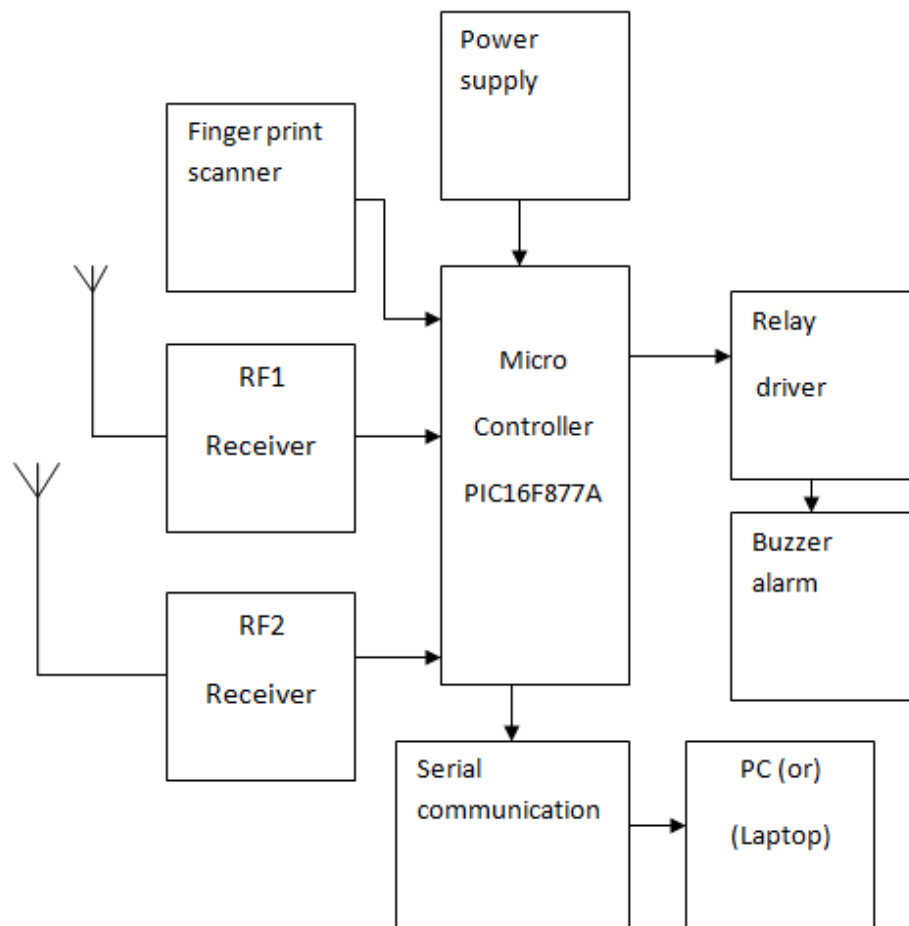 Power
supply
Finger print
scanner
RF1
Receiver
Micro
Controller
PIC16F877A
Relay
driver
Buzzer
alarm
RF2
Receiver
Serial
communication
PC (or)
(Laptop)